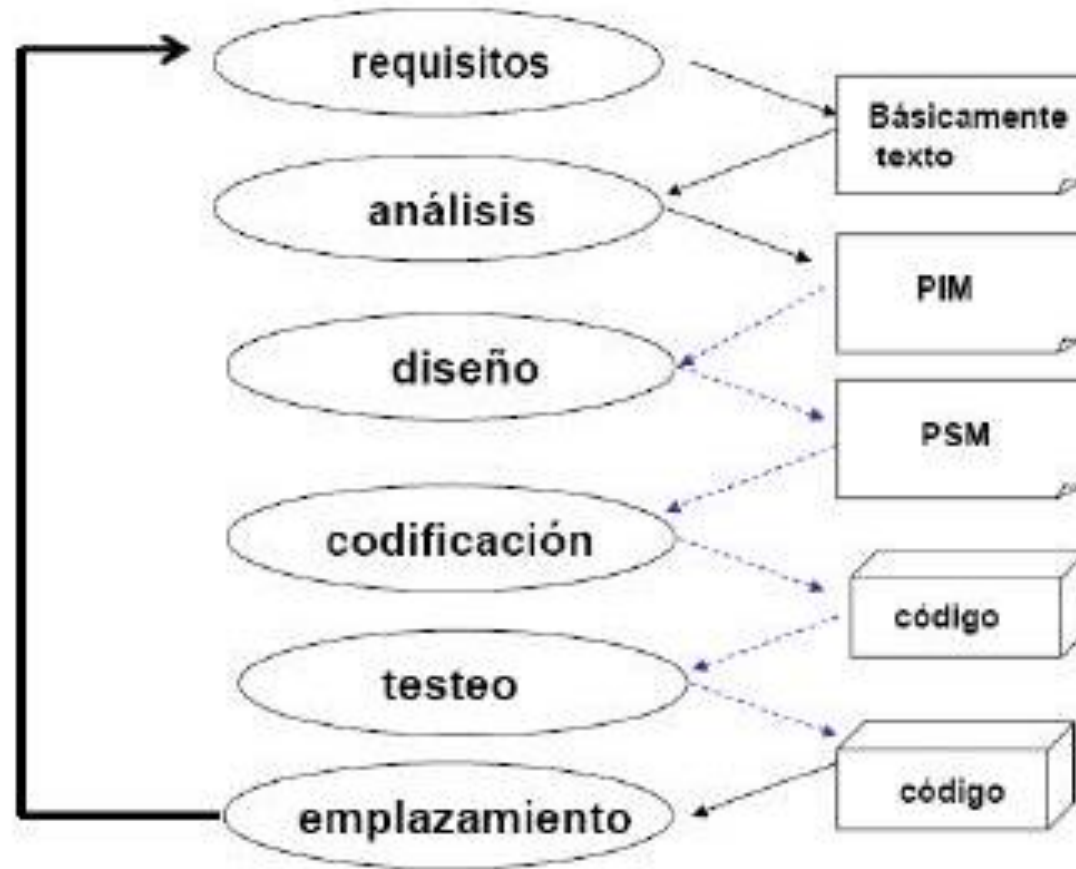 requisitos
Básicamente
texto
análisis
PIM
diseño
PSM
codificación
código
testeo
código
emplazamiento